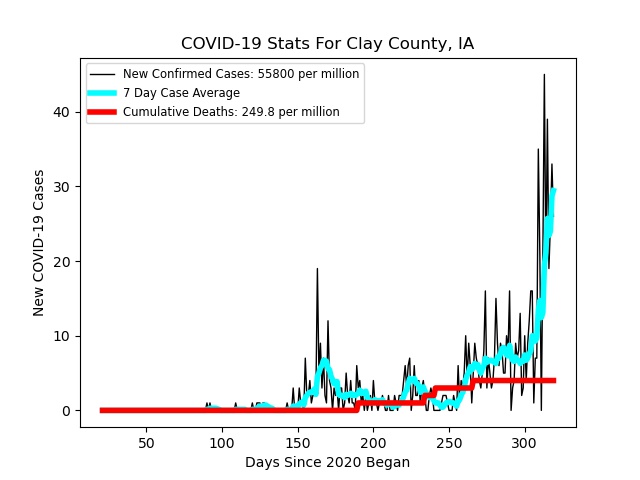 COVID-19 Stats For Clay County, IA
New Confirmed Cases: 55800 per million
7 Day Case Average
Cumulative Deaths: 249.8 per million
New COVID-19 Cases
40
30
20
10
0
50 100 150 200 250 300
Days Since 2020 Began